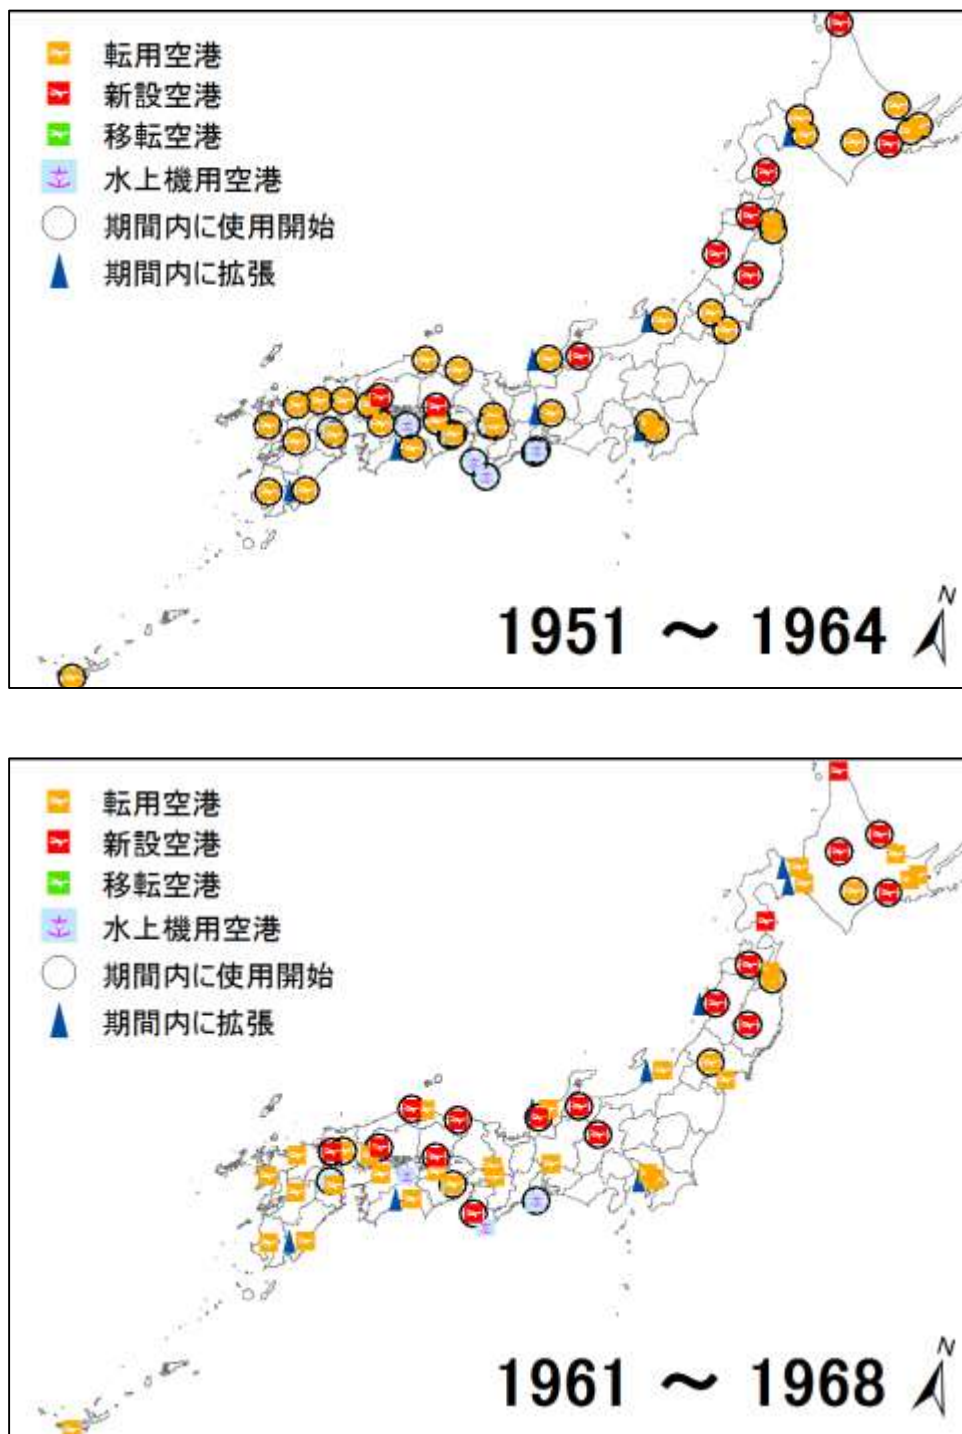 転用空港
新設空港
移転空港
水上機用空港
期間内に使用開始
期間内に拡張
N
1951 ～ 1964
転用空港
新設空港
移転空港
水上機用空港
期間内に使用開始
期間内に拡張
N
1961 ～ 1968